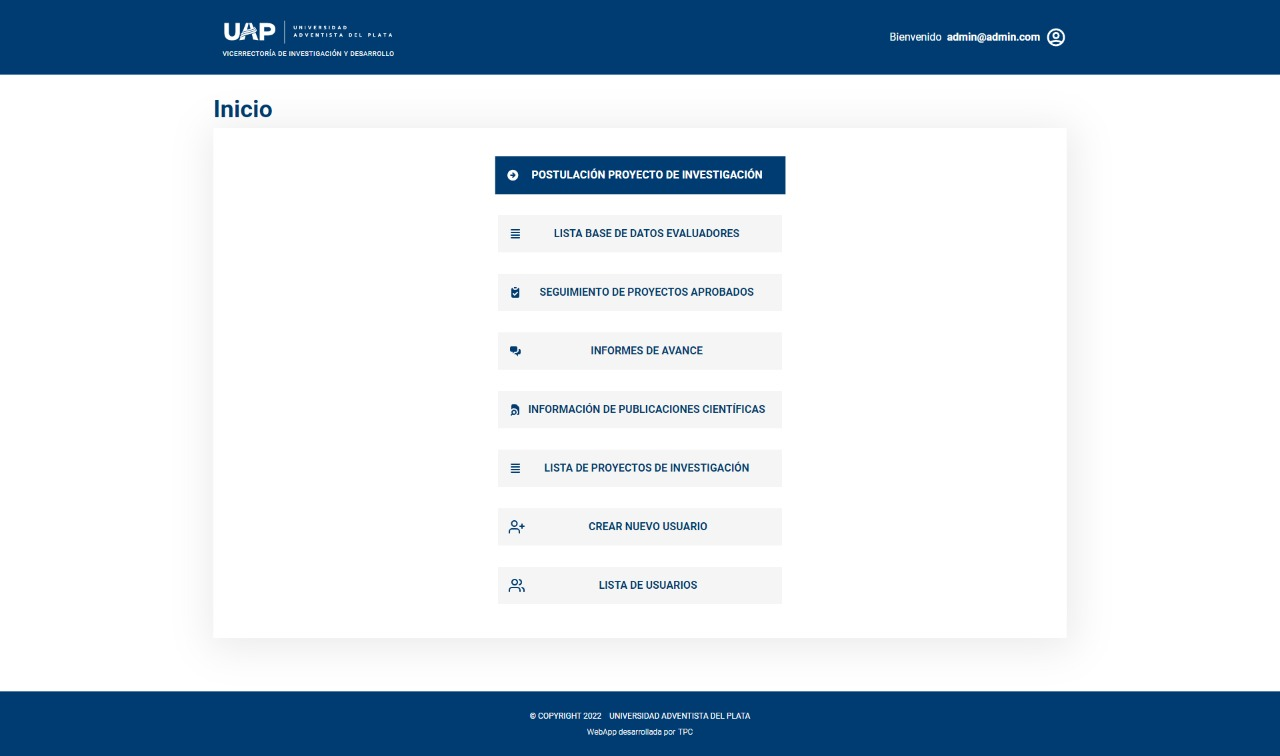 UAP
UNIVERSIDAD
ADVENTISTA DEL PLATA
VICERRECTORÍA DE INVESTIGACIÓN Y DESARROLLO
Bienvenido admin@admin.com
Inicio
POSTULACIÓN PROYECTO DE INVESTIGACIÓN
LISTA BASE DE DATOS EVALUADORES
SEGUIMIENTO DE PROYECTOS APROBADOS
INFORMES DE AVANCE
INFORMACIÓN DE PUBLICACIONES CIENTÍFICAS
LISTA DE PROYECTOS DE INVESTIGACIÓN
CREAR NUEVO USUARIO
LISTA DE USUARIOS
© COPYRIGHT 2022 UNIVERSIDAD ADVENTISTA DEL PLATA
WebApp desarrollada por TPC